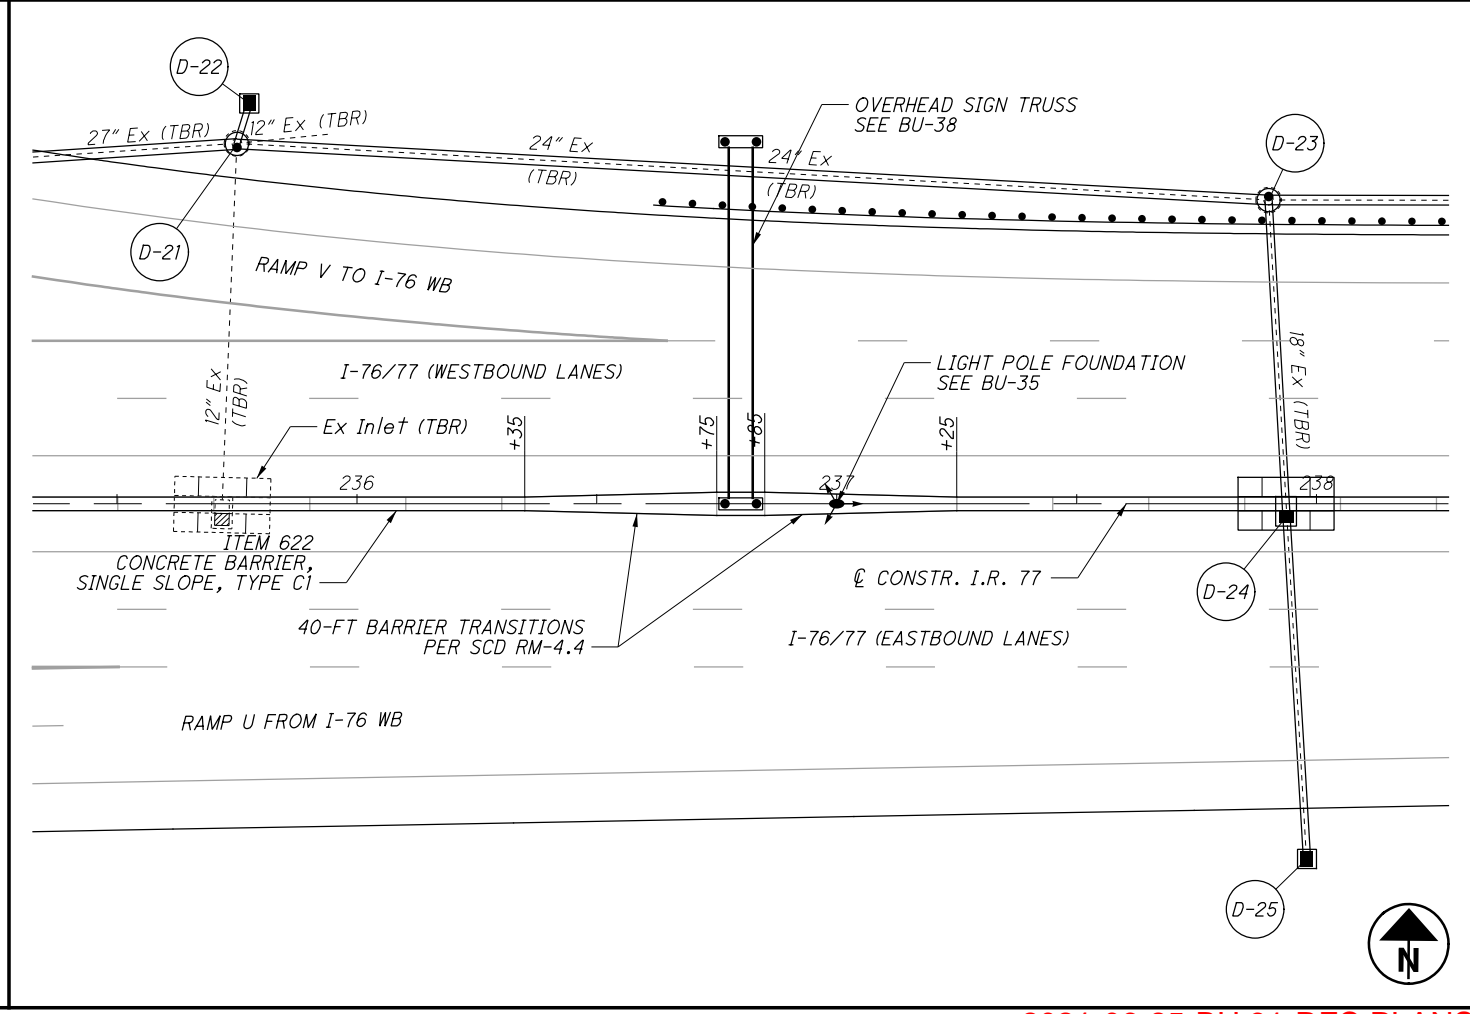 D-22
OVERHEAD SIGN TRUSS
SEE BU-38
27" Ex (TBR)
12" Ex (TBR)
24" Ex
(TBR)
24" Ex
(TBR)
D-23
D-21
RAMP V TO I-76 WB
I-76/77 (WESTBOUND LANES)
LIGHT POLE FOUNDATION
SEE BU-35
18" Ex (TBR)
12" Ex
(TBR)
Ex Inlet (TBR)
+35
+75
+85
+25
236
237
238
ITEM 622
CONCRETE BARRIER,
SINGLE SLOPE, TYPE C1
℄ CONSTR. I.R. 77
D-24
40-FT BARRIER TRANSITIONS
PER SCD RM-4.4
I-76/77 (EASTBOUND LANES)
RAMP U FROM I-76 WB
D-25
N